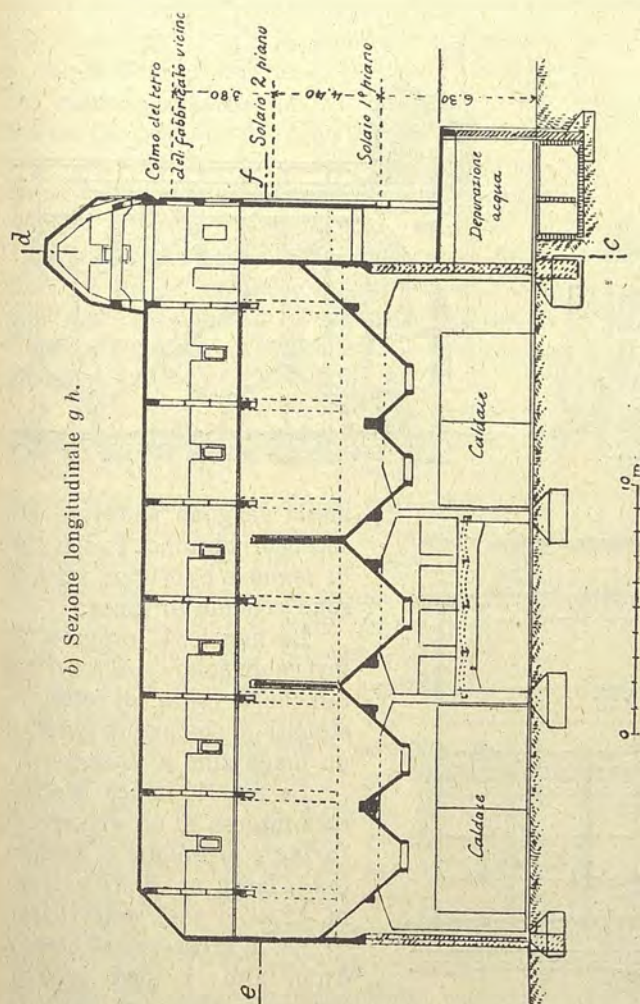 b) Sezione longitudinale g h.
d
Colmo del tetto
del fabbricato vicino
3.80
f
Solaio 2 piano
4.40
Solaio 1º piano
6.30
Depurazione
acqua
c
e
Caldaie
Caldaie
0
10 m